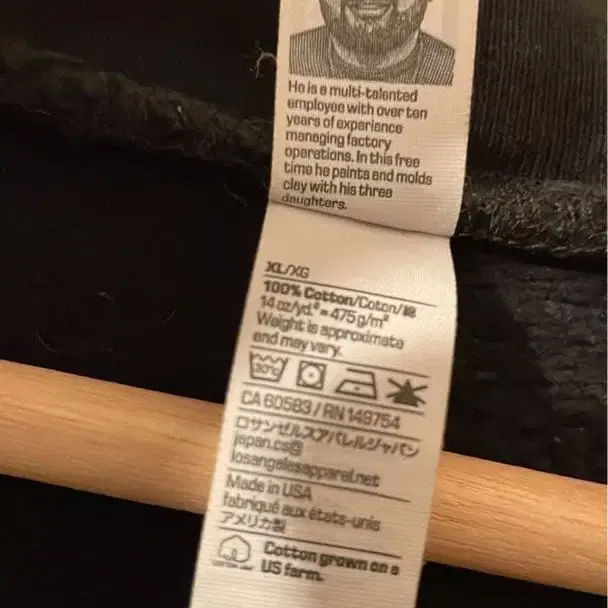 He is a multi-talented
employee with over ten
years of experience
managing factory
operations. In this free
time he paints and molds
clay with his three
daughters.
XL/XG
100% Cotton/Coton/綿
14 oz/yd.² = 475 g/m²
Weight is approximate
and may vary.
30°C
CA 60583 / RN 149754
ロサンゼルスアパレルジャパン
japan.cs@
losangelesapparel.net
Made in USA
fabriqué aux états-unis
アメリカ製
Cotton grown on a
US farm.